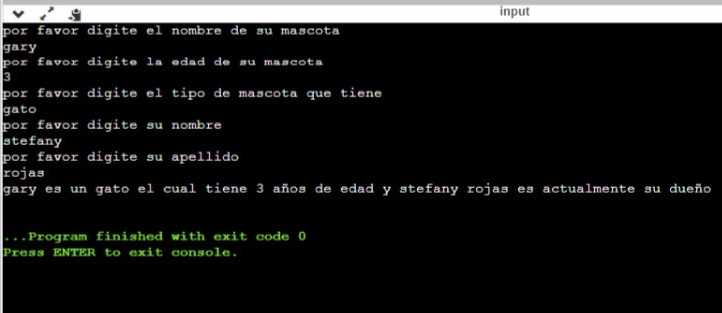 input
por favor digite el nombre de su mascota
gary
por favor digite la edad de su mascota
3
por favor digite el tipo de mascota que tiene
gato
por favor digite su nombre
stefany
por favor digite su apellido
rojas
gary es un gato el cual tiene 3 años de edad y stefany rojas es actualmente su dueño
...Program finished with exit code 0
Press ENTER to exit console.